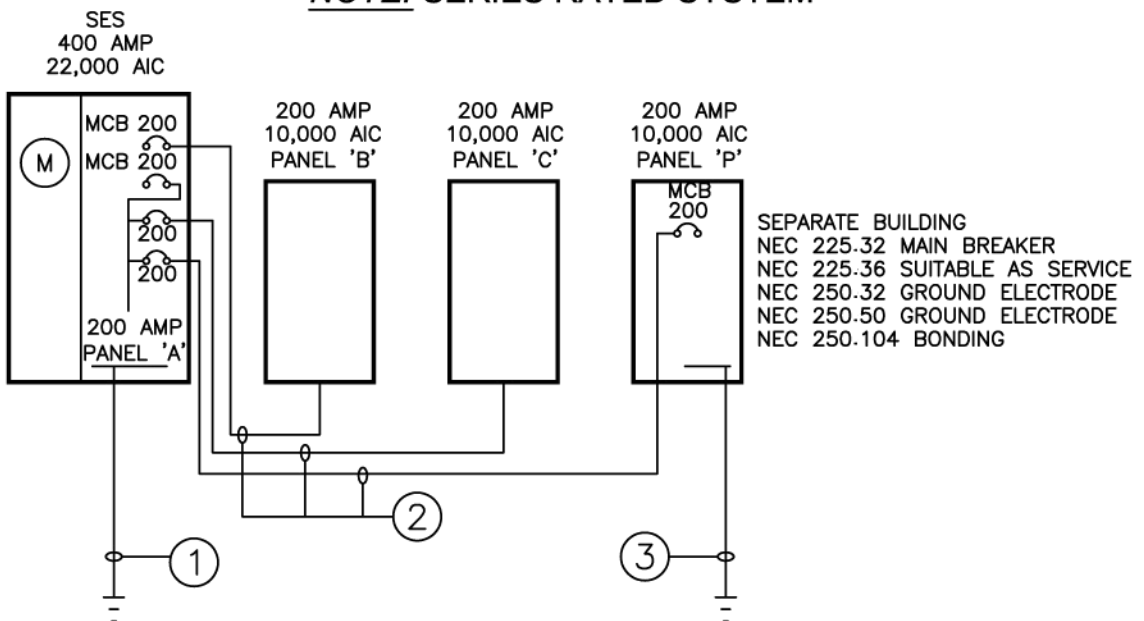 NOTE: SERIES RATED SYSTEM
SES
400 AMP
22,000 AIC
M
MCB 200
MCB 200
200
200
200 AMP
PANEL 'A'
200 AMP
10,000 AIC
PANEL 'B'
200 AMP
10,000 AIC
PANEL 'C'
200 AMP
10,000 AIC
PANEL 'P'
MCB
200
SEPARATE BUILDING
NEC 225.32 MAIN BREAKER
NEC 225.36 SUITABLE AS SERVICE
NEC 250.32 GROUND ELECTRODE
NEC 250.50 GROUND ELECTRODE
NEC 250.104 BONDING
1
2
3